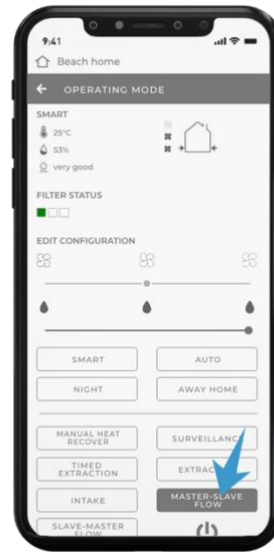 9:41
Beach home
OPERATING MODE
SMART
25°C
53%
very good
FILTER STATUS
EDIT CONFIGURATION
SMART
AUTO
NIGHT
AWAY HOME
MANUAL HEAT
RECOVER
SURVEILLANC
TIMED
EXTRACTION
EXTRAC
INTAKE
MASTER-SLAVE
FLOW
SLAVE-MASTER
FLOW